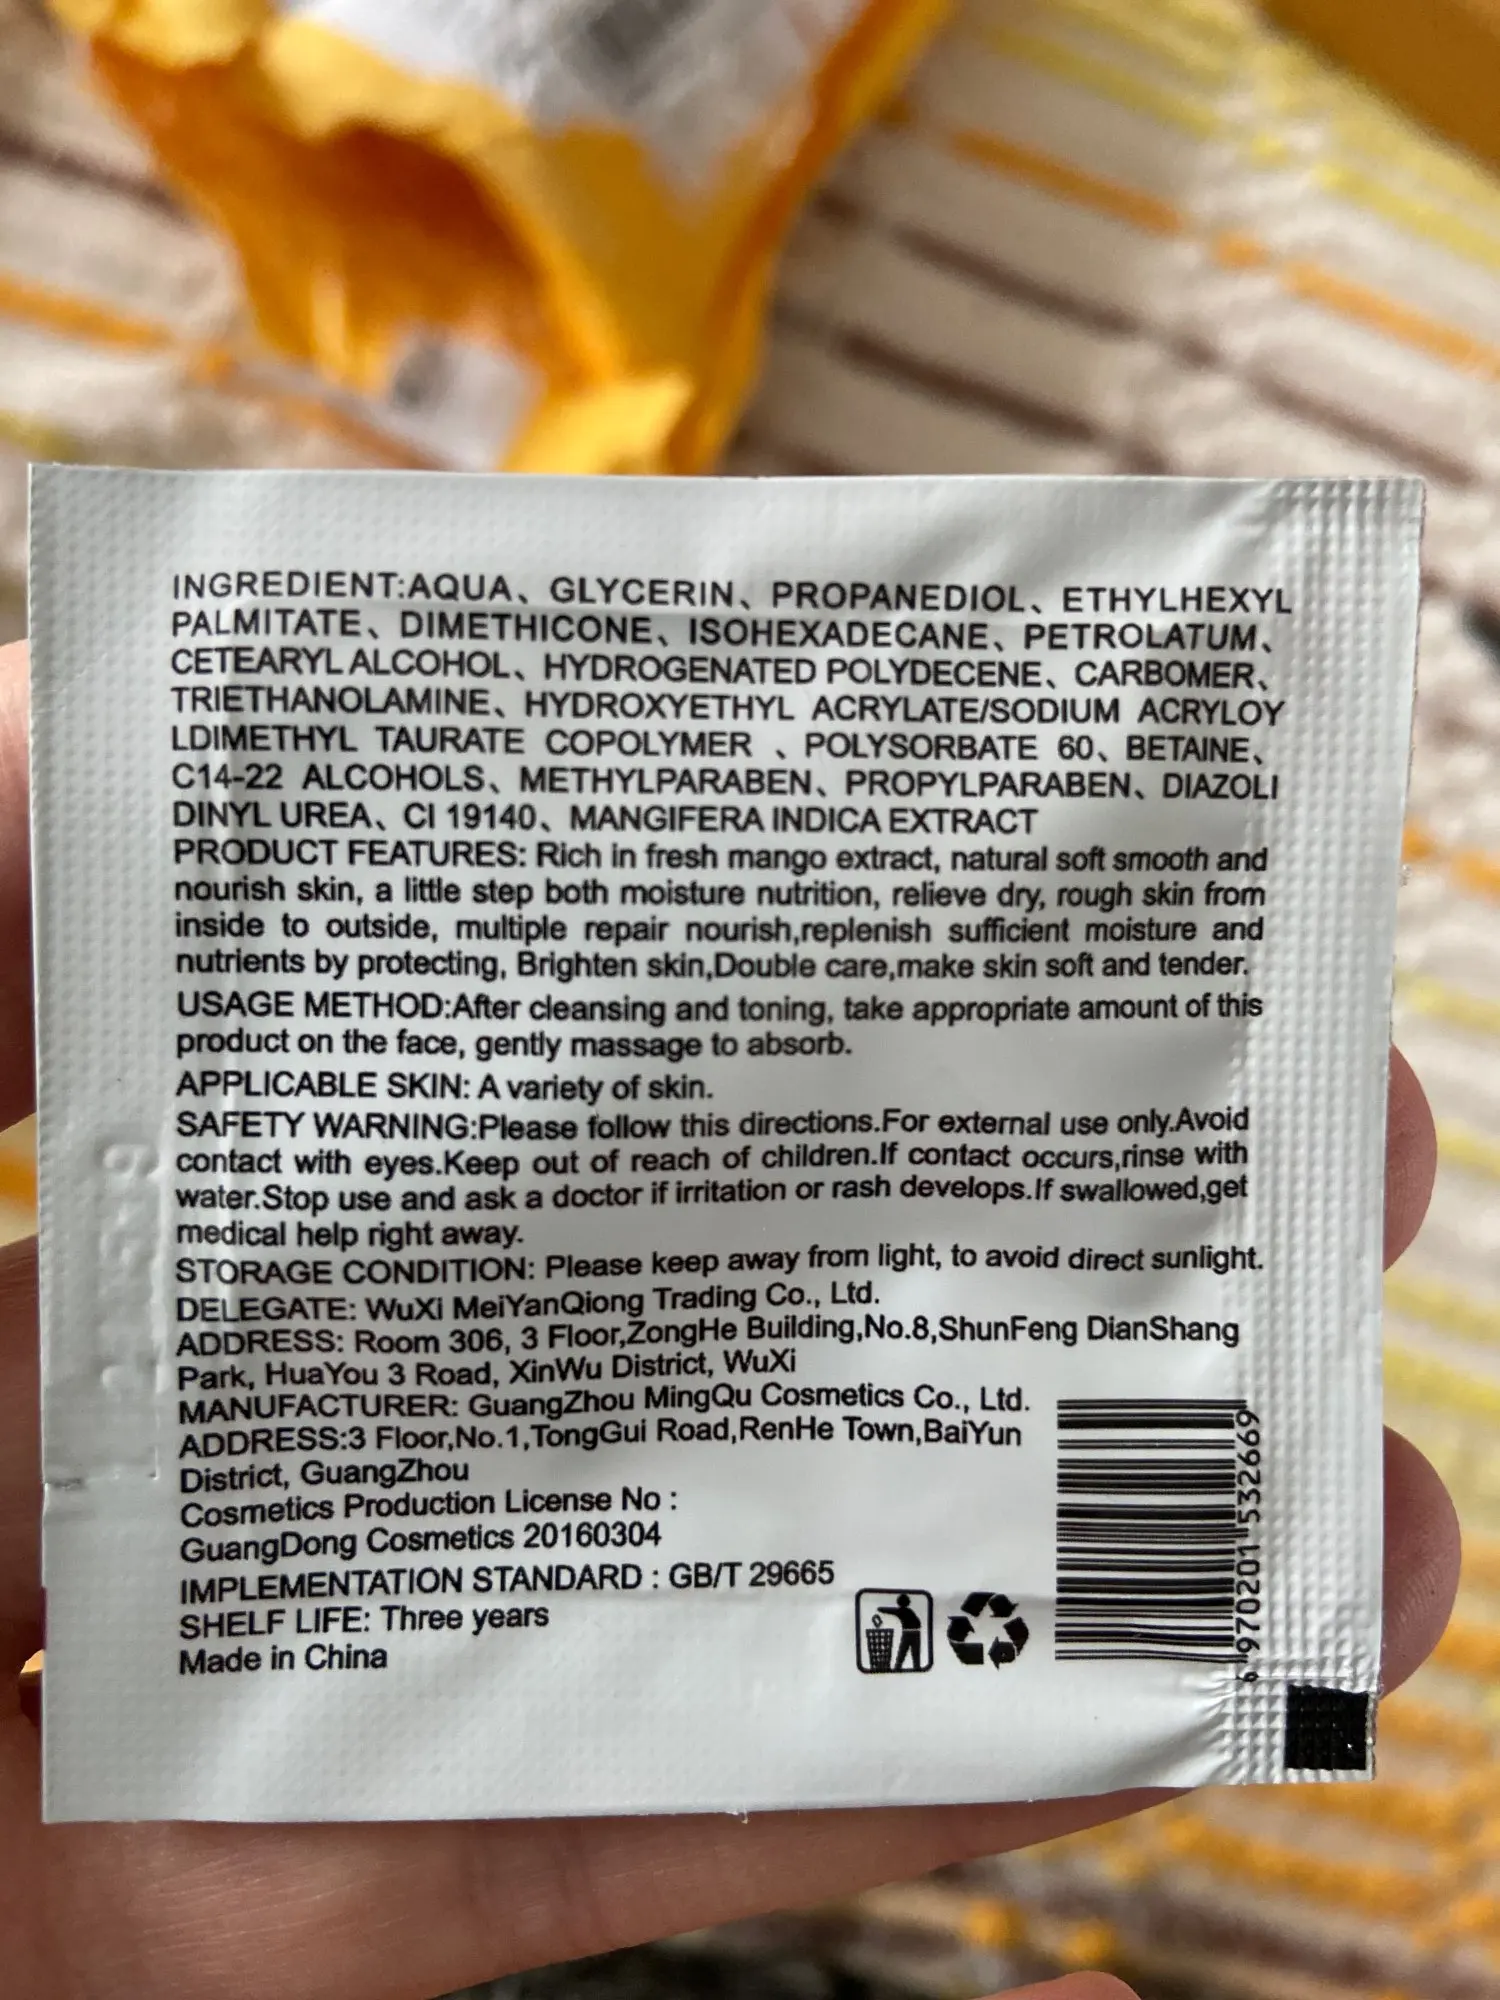 INGREDIENT:AQUA、GLYCERIN、PROPANEDIOL、ETHYLHEXYL
PALMITATE、DIMETHICONE、ISOHEXADECANE、PETROLATUM、
CETEARYL ALCOHOL、HYDROGENATED POLYDECENE、CARBOMER、
TRIETHANOLAMINE、HYDROXYETHYL ACRYLATE/SODIUM ACRYLOY
LDIMETHYL TAURATE COPOLYMER 、POLYSORBATE 60、BETAINE、
C14-22 ALCOHOLS、METHYLPARABEN、PROPYLPARABEN、DIAZOLI
DINYL UREA、CI 19140、MANGIFERA INDICA EXTRACT
PRODUCT FEATURES: Rich in fresh mango extract, natural soft smooth and
nourish skin, a little step both moisture nutrition, relieve dry, rough skin from
inside to outside, multiple repair nourish,replenish sufficient moisture and
nutrients by protecting, Brighten skin,Double care,make skin soft and tender.
USAGE METHOD:After cleansing and toning, take appropriate amount of this
product on the face, gently massage to absorb.
APPLICABLE SKIN: A variety of skin.
SAFETY WARNING:Please follow this directions.For external use only.Avoid
contact with eyes.Keep out of reach of children.If contact occurs,rinse with
water.Stop use and ask a doctor if irritation or rash develops.If swallowed,get
medical help right away.
STORAGE CONDITION: Please keep away from light, to avoid direct sunlight.
DELEGATE: WuXi MeiYanQiong Trading Co., Ltd.
ADDRESS: Room 306, 3 Floor,ZongHe Building,No.8,ShunFeng DianShang
Park, HuaYou 3 Road, XinWu District, WuXi
MANUFACTURER: GuangZhou MingQu Cosmetics Co., Ltd.
ADDRESS:3 Floor,No.1,TongGui Road,RenHe Town,BaiYun
District, GuangZhou
Cosmetics Production License No :
GuangDong Cosmetics 20160304
IMPLEMENTATION STANDARD : GB/T 29665
SHELF LIFE: Three years
Made in China
6 970201 532669